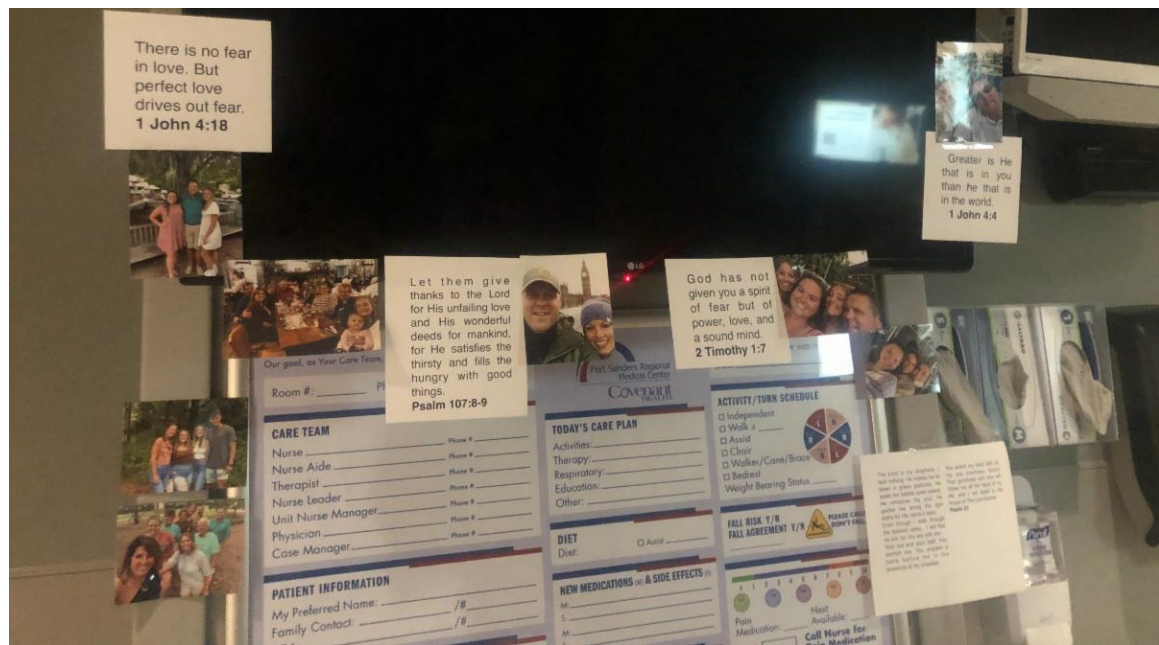 There is no fear
in love. But
perfect love
drives out fear.
1 John 4:18
Greater is He
that is in you
than he that is
in the world.
1 John 4:4
LG
Let them give
thanks to the Lord
for His unfailing love
and His wonderful
deeds for mankind,
for He satisfies the
thirsty and fills the
hungry with good
things.
Psalm 107:8-9
God has not
given you a spirit
of fear but of
power, love, and
a sound mind.
2 Timothy 1:7
Our goal, as Your Care Team,
Room #:
Fort Sanders Regional
Medical Center
Covenant
HEALTH
CARE TEAM
Nurse Phone #
Nurse Aide Phone #
Therapist Phone #
Nurse Leader Phone #
Unit Nurse Manager Phone #
Physician Phone #
Case Manager
PATIENT INFORMATION
My Preferred Name: /#
Family Contact: /#
TODAY'S CARE PLAN
Activities:
Therapy:
Respiratory:
Education:
Other:
DIET
Diet: Assist
NEW MEDICATIONS (M) & SIDE EFFECTS (S)
M:
S:
M:
ACTIVITY/TURN SCHEDULE
Independent
Walk x
Assist
Chair
Walker/Cane/Brace
Bedrest
Weight Bearing Status
FALL RISK Y/N
FALL AGREEMENT Y/N
PLEASE CALL
DON'T FALL
Pain
Medication:
Next
Available:
Call Nurse for
Pain Medication
Psalm 23